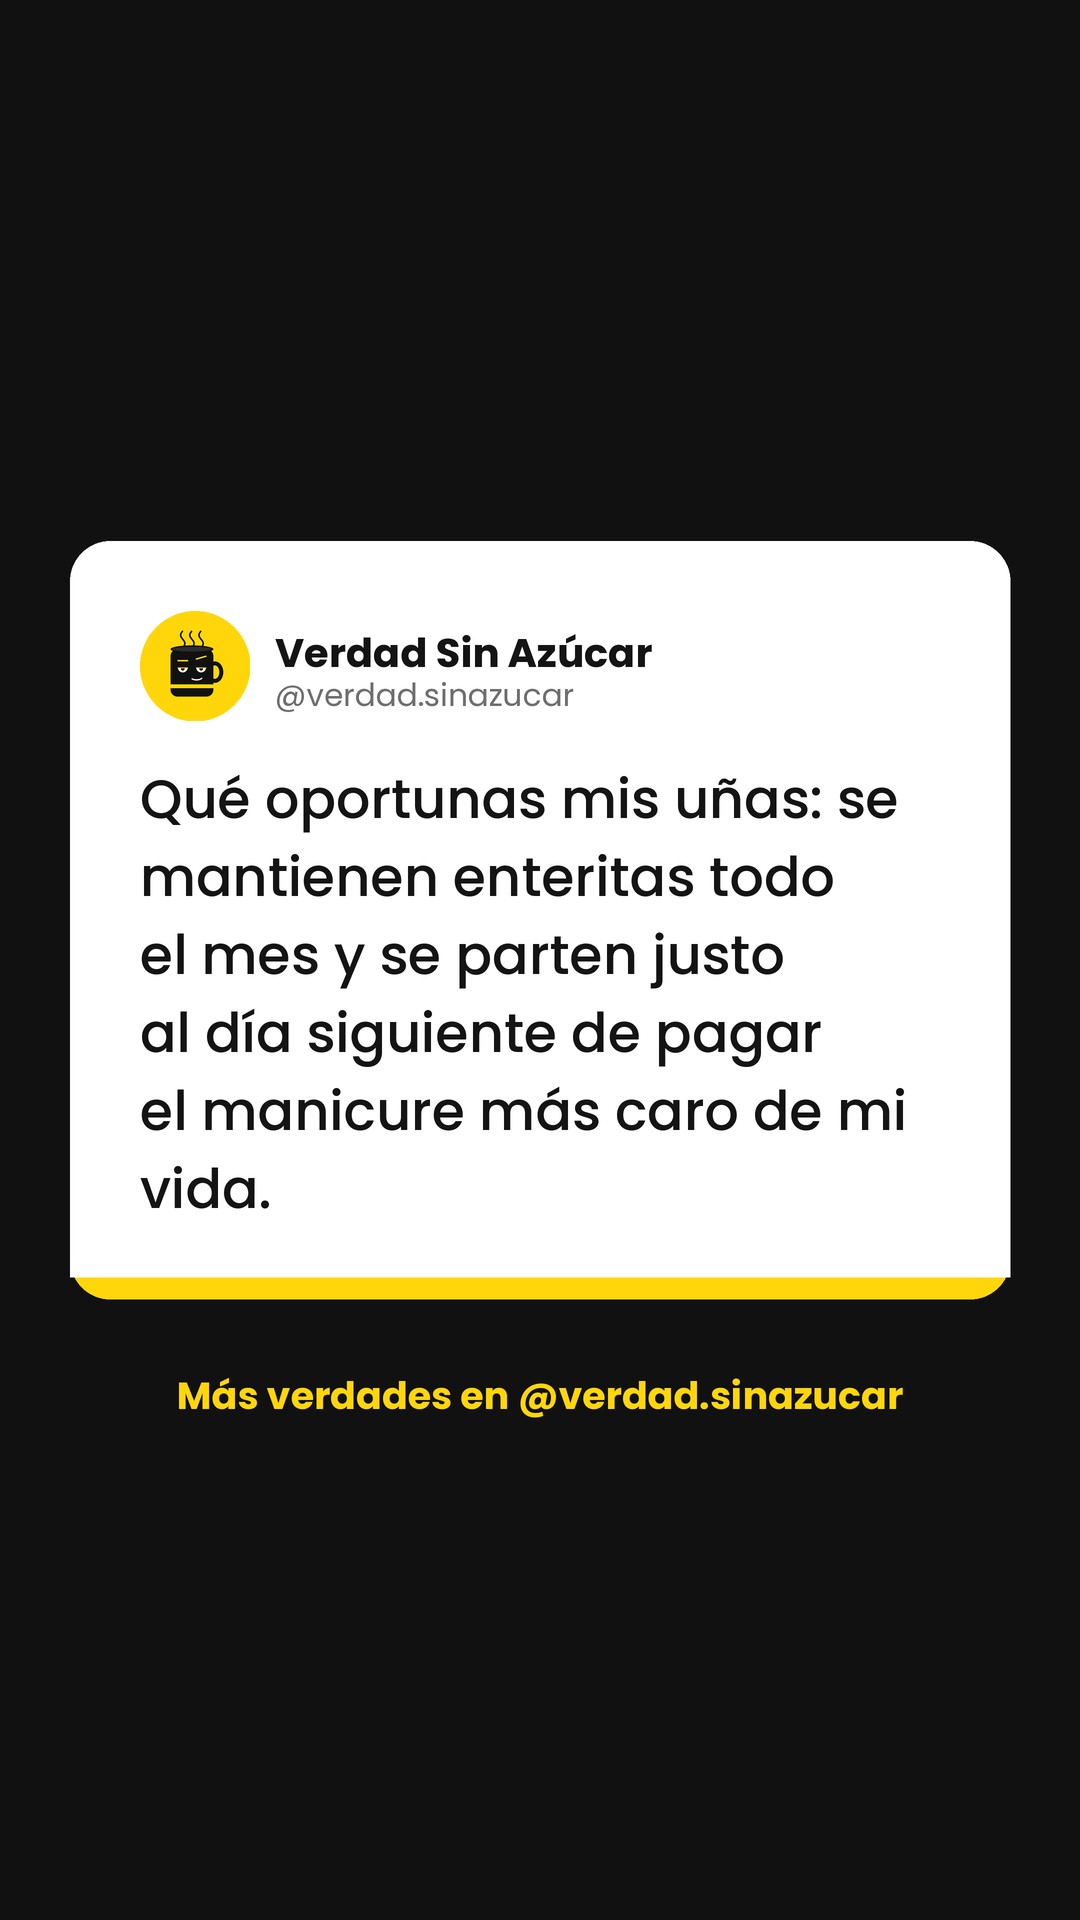 Verdad Sin Azúcar
@verdad.sinazucar
Qué oportunas mis uñas: se
mantienen enteritas todo
el mes y se parten justo
al día siguiente de pagar
el manicure más caro de mi
vida.
Más verdades en @verdad.sinazucar